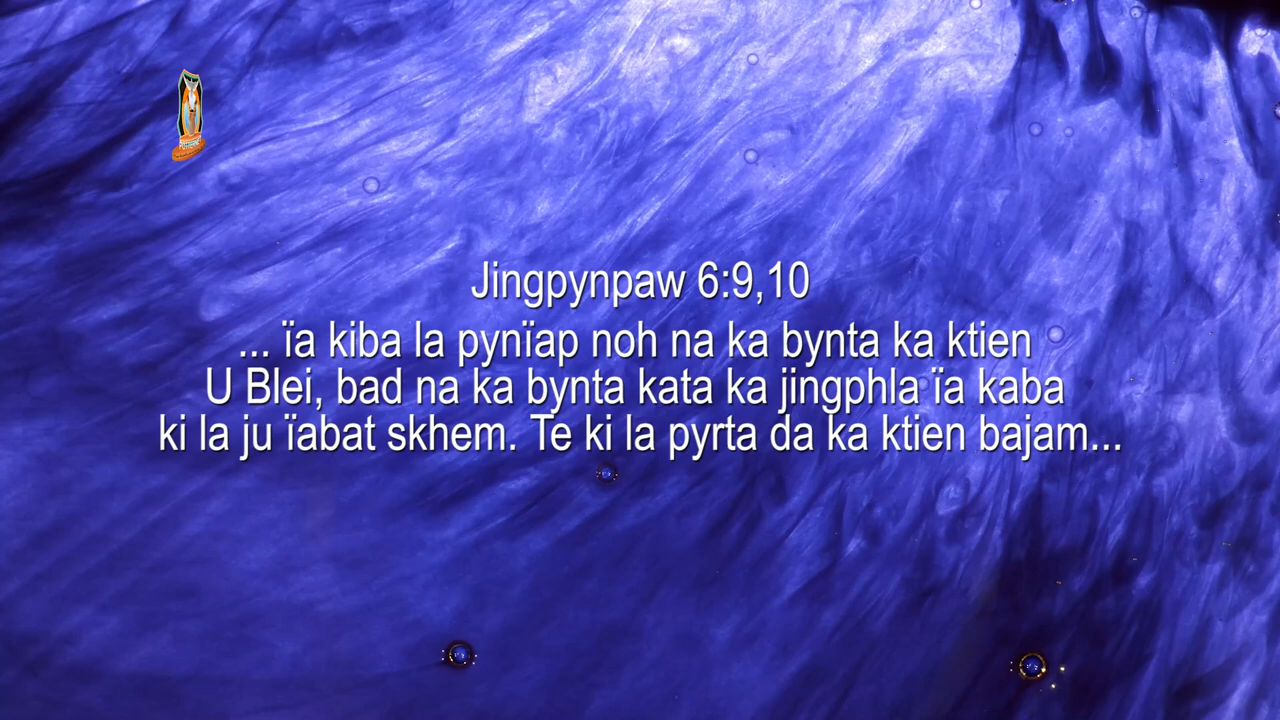 Jingpynpaw 6:9,10
... ïa kiba la pynïap noh na ka bynta ka ktien
U Blei, bad na ka bynta kata ka jingphla ïa kaba
ki la ju ïabat skhem. Te ki la pyrta da ka ktien bajam...